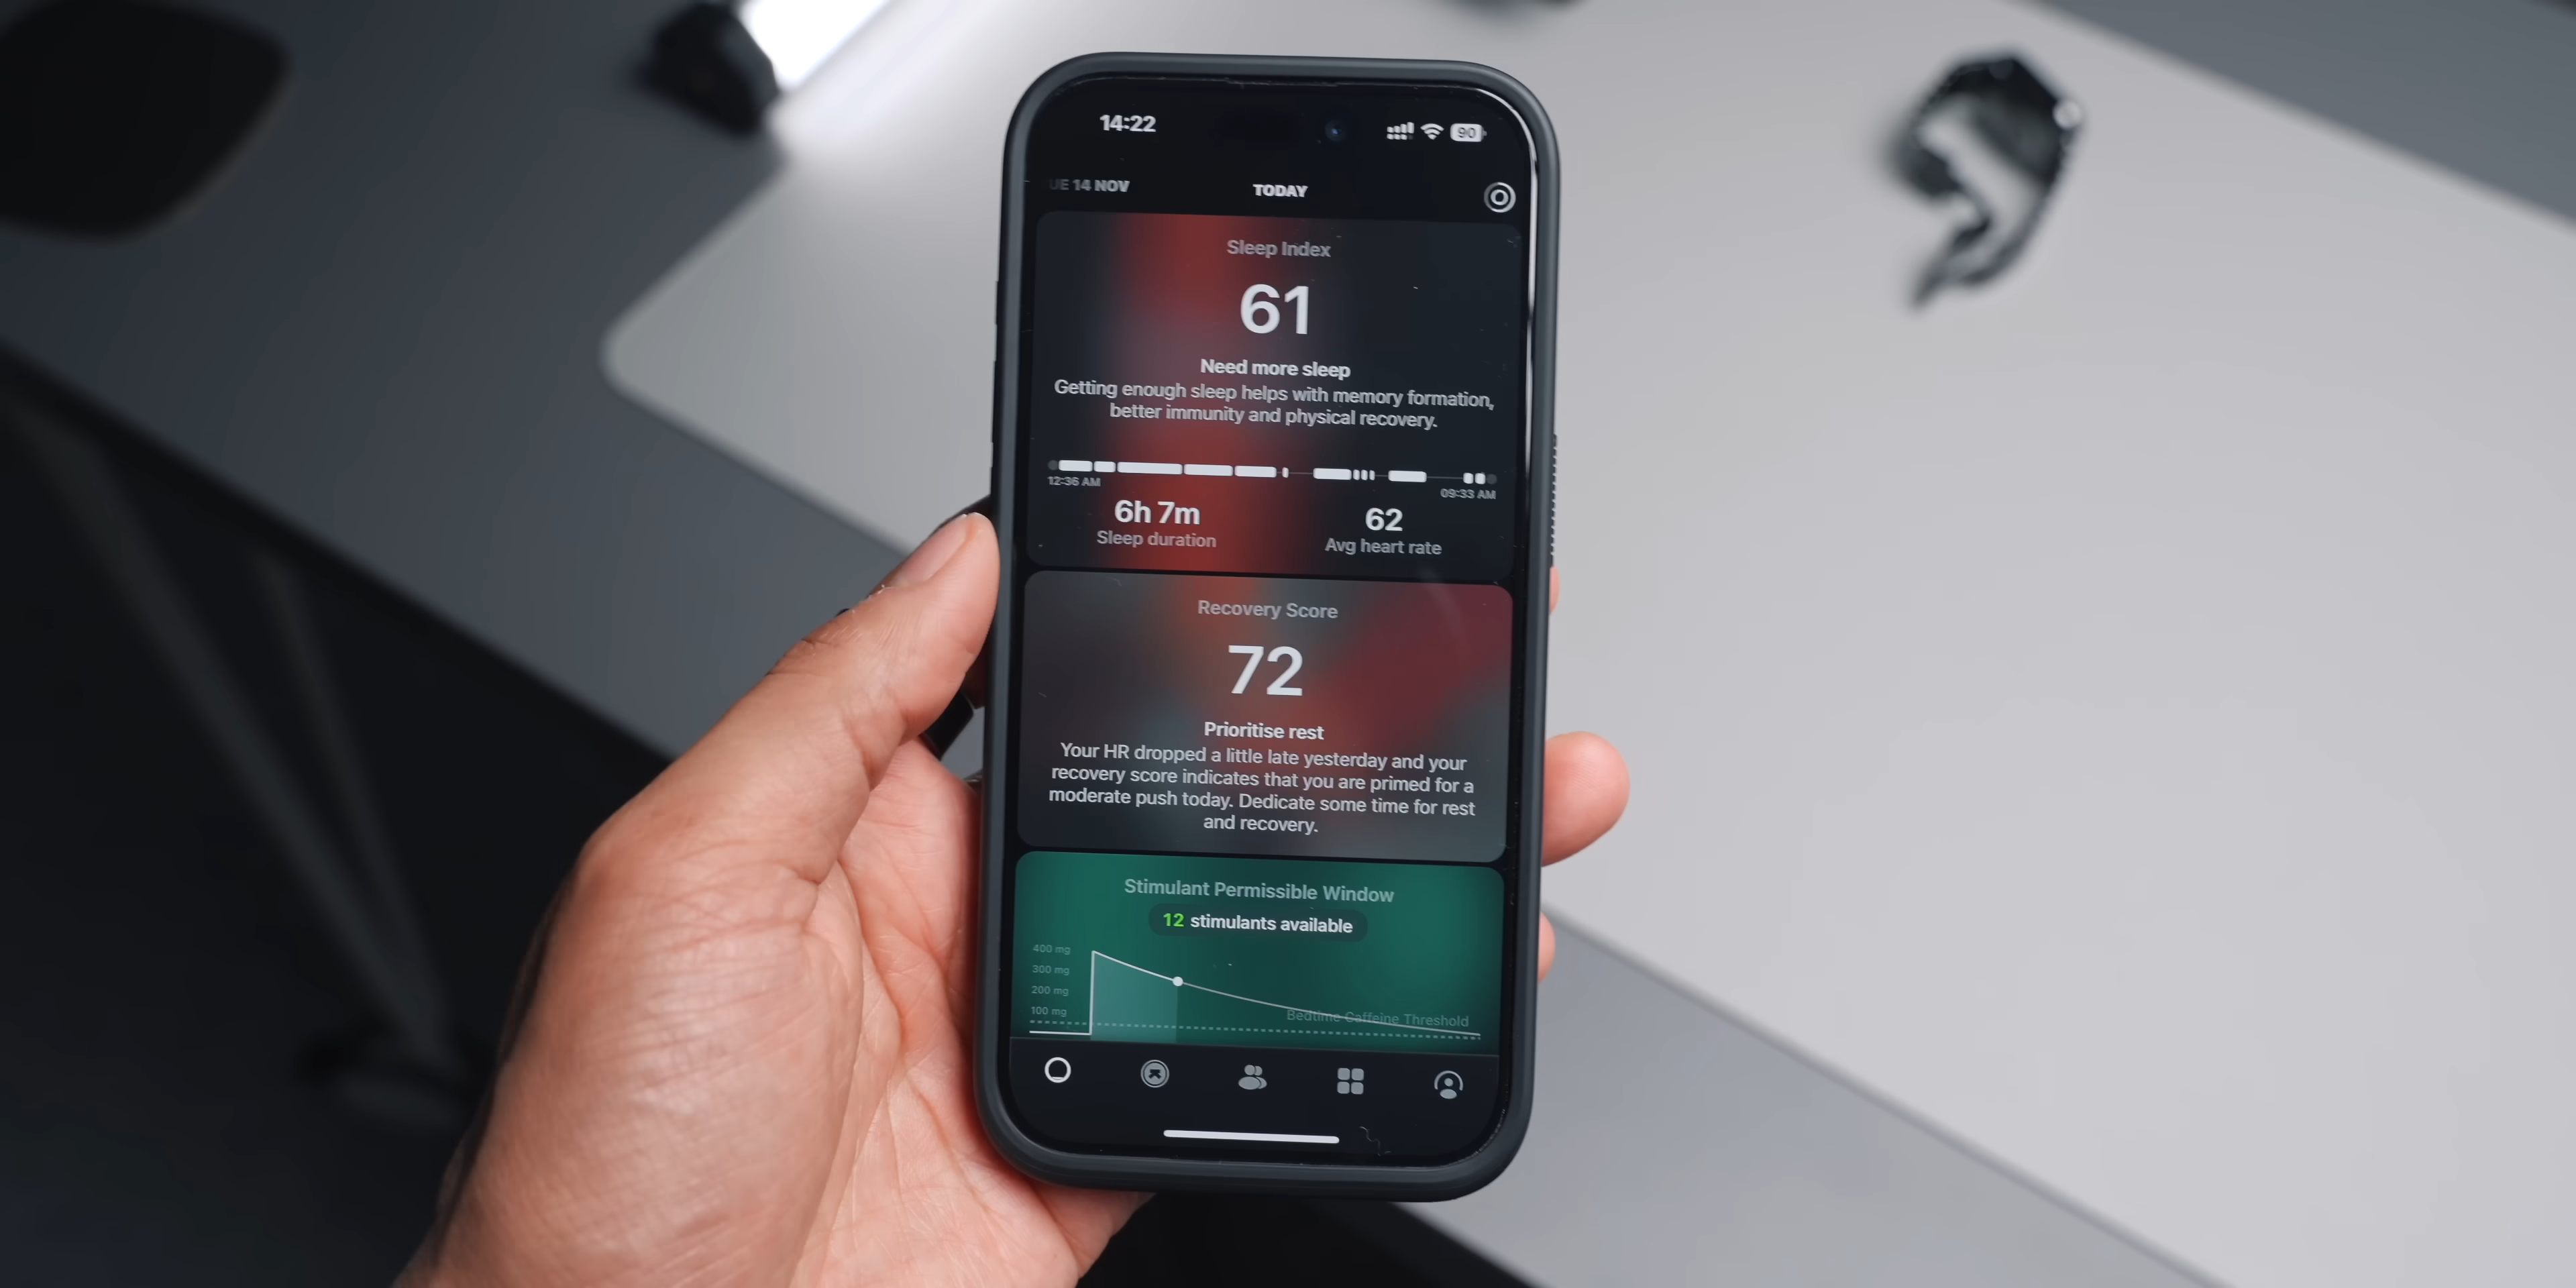 14:22
90
UE 14 NOV
TODAY
Sleep Index
61
Need more sleep
Getting enough sleep helps with memory formation,
better immunity and physical recovery.
12:36 AM
09:33 AM
6h 7m
62
Sleep duration
Avg heart rate
Recovery Score
72
Prioritise rest
Your HR dropped a little late yesterday and your
recovery score indicates that you are primed for a
moderate push today. Dedicate some time for rest
and recovery.
Stimulant Permissible Window
12 stimulants available
400 mg
300 mg
200 mg
100 mg
Bedtime Caffeine Threshold